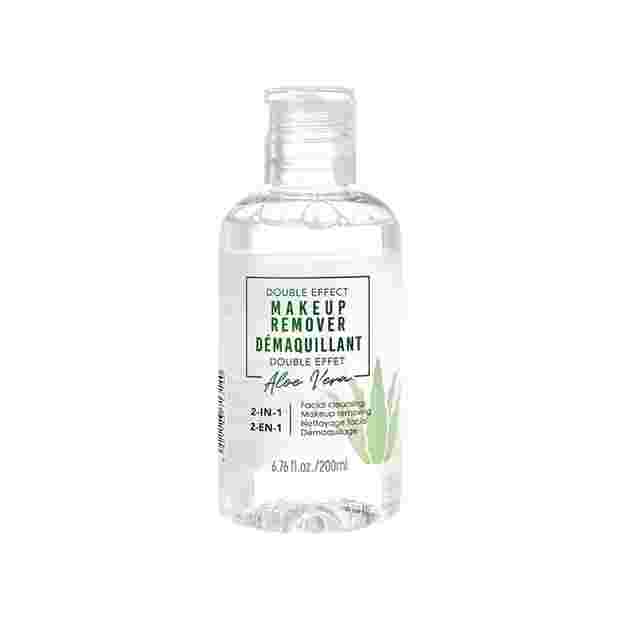 DOUBLE EFFECT
MAKEUP
REMOVER
DÉMAQUILLANT
DOUBLE EFFET
Aloe Vera
2-IN-1
Facial cleansing
Makeup removing
2-EN-1
Nettoyage facial
Démaquillage
6.76 fl.oz./200ml